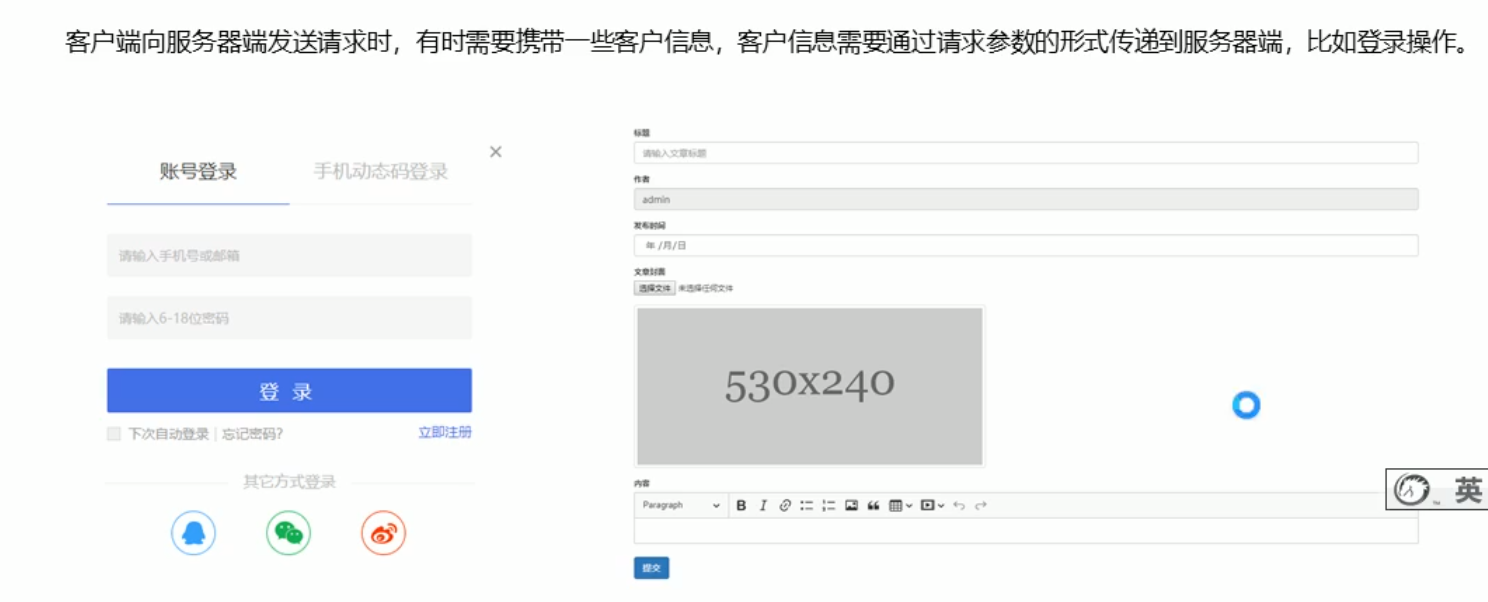 客户端向服务器端发送请求时，有时需要携带一些客户信息，客户信息需要通过请求参数的形式传递到服务器端，比如登录操作。
账号登录 手机动态码登录
请输入手机号或邮箱
请输入6-18位密码
登 录
下次自动登录 | 忘记密码? 立即注册
其它方式登录
标题
请输入文章标题
作者
admin
发布时间
年 /月/日
文章封面
选择文件 未选择任何文件
530x240
内容
Paragraph
提交
英